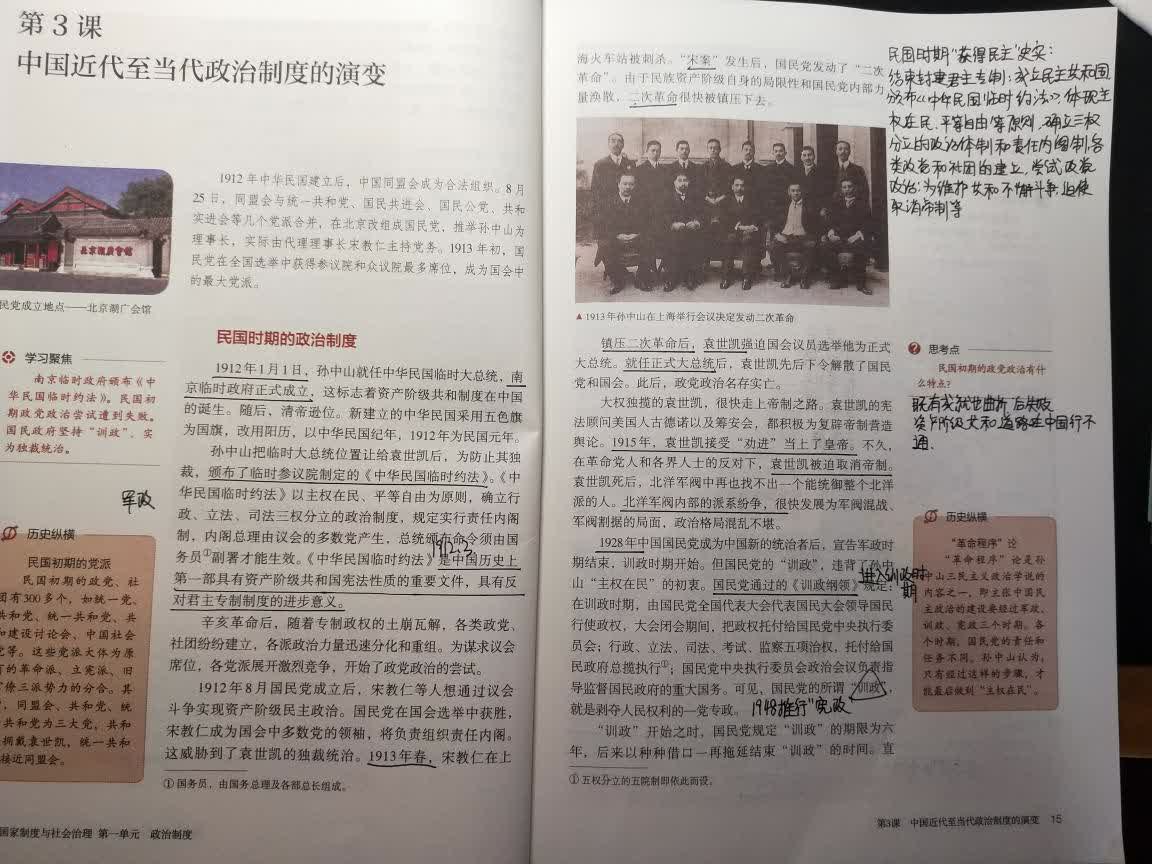 第3课
中国近代至当代政治制度的演变
北京湖广会馆
民党成立地点——北京湖广会馆
1912年中华民国建立后，中国同盟会成为合法组织。8月
25日，同盟会与统一共和党、国民共进会、国民公党、共和
实进会等几个党派合并，在北京改组成国民党，推举孙中山为
理事长，实际由代理理事长宋教仁主持党务。1913年初，国
民党在全国选举中获得参议院和众议院最多席位，成为国会中
的最大党派。
学习聚焦
南京临时政府颁布《中
华民国临时约法》。民国初
期政党政治尝试遭到失败。
国民政府坚持“训政”，实
为独裁统治。
军政
历史纵横
民国初期的党派
民国初期的政党、社
团有300多个，如统一党、
共和党、统一共和党、共
和建设讨论会、中国社会
党等。这些党派大体为原
的革命派、立宪派、旧
僚三派势力的分合。其
，同盟会、共和党、统
共和党为三大党，共和
拥戴袁世凯，统一共和
接近同盟会。
民国时期的政治制度
1912年1月1日，孙中山就任中华民国临时大总统，南
京临时政府正式成立，这标志着资产阶级共和制度在中国
的诞生。随后、清帝逊位。新建立的中华民国采用五色旗
为国旗，改用阳历，以中华民国纪年，1912年为民国元年。
孙中山把临时大总统位置让给袁世凯后，为防止其独
裁，颁布了临时参议院制定的《中华民国临时约法》。《中
华民国临时约法》以主权在民、平等自由为原则，确立行
政、立法、司法三权分立的政治制度，规定实行责任内阁
制，内阁总理由议会的多数党产生，总统颁布命令须由国
务员①副署才能生效。《中华民国临时约法》是中国历史上
1912.3
第一部具有资产阶级共和国宪法性质的重要文件，具有反
对君主专制制度的进步意义。
辛亥革命后，随着专制政权的土崩瓦解，各类政党、
社团纷纷建立，各派政治力量迅速分化和重组。为谋求议会
席位，各党派展开激烈竞争，开始了政党政治的尝试。
1912年8月国民党成立后，宋教仁等人想通过议会
斗争实现资产阶级民主政治。国民党在国会选举中获胜，
宋教仁成为国会中多数党的领袖，将负责组织责任内阁。
这威胁到了袁世凯的独裁统治。1913年春，宋教仁在上
① 国务员，由国务总理及各部总长组成。
国家制度与社会治理 第一单元 政治制度
海火车站被刺杀。“宋案”发生后，国民党发动了“二次
革命”。由于民族资产阶级自身的局限性和国民党内部力
量涣散，二次革命很快被镇压下去。
▲ 1913年孙中山在上海举行会议决定发动二次革命
镇压二次革命后，袁世凯强迫国会议员选举他为正式
大总统。就任正式大总统后，袁世凯先后下令解散了国民
党和国会。此后，政党政治名存实亡。
大权独揽的袁世凯，很快走上帝制之路。袁世凯的宪
法顾问美国人古德诺以及筹安会，都积极为复辟帝制营造
舆论。1915年，袁世凯接受“劝进”当上了皇帝。不久，
在革命党人和各界人士的反对下，袁世凯被迫取消帝制。
袁世凯死后，北洋军阀中再也找不出一个能统御整个北洋
派的人。北洋军阀内部的派系纷争，很快发展为军阀混战、
军阀割据的局面，政治格局混乱不堪。
1928年中国国民党成为中国新的统治者后，宣告军政时
期结束，训政时期开始。但国民党的“训政”，违背了孙中
山“主权在民”的初衷。国民党通过的《训政纲领》规定：
进入训政时期
在训政时期，由国民党全国代表大会代表国民大会领导国民
行使政权，大会闭会期间，把政权托付给国民党中央执行委
员会；行政、立法、司法、考试、监察五项治权，托付给国
民政府总揽执行①；国民党中央执行委员会政治会议负责指
导监督国民政府的重大国务。可见，国民党的所谓“训政”，
就是剥夺人民权利的一党专政。
1948推行“宪政”
“训政”开始之时，国民党规定“训政”的期限为六
年，后来以种种借口一再拖延结束“训政”的时间。直
① 五权分立的五院制即依此而设。
民国时期“获得民主”史实：
结束封建君主专制；成立民主共和国
颁布《中华民国临时约法》，体现主
权在民、平等自由等原则，确立三权
分立的政治体制和责任内阁制，各
类政党和社团的建立，尝试政党
政治；为维护共和不懈斗争，迫使
取消帝制等
思考点
民国初期的政党政治有什
么特点？
既有成就也曲折，后失败
资产阶级共和道路在中国行不
通．
历史纵横
“革命程序”论
“革命程序”论是孙
中山三民主义政治学说的
内容之一，即主张中国民
主政治的建设要经过军政、
训政、宪政三个时期。各
个时期，国民党的责任和
任务不同。孙中山认为，
只有经过这样的步骤，才
能最后做到“主权在民”。
第3课 中国近代至当代政治制度的演变 15